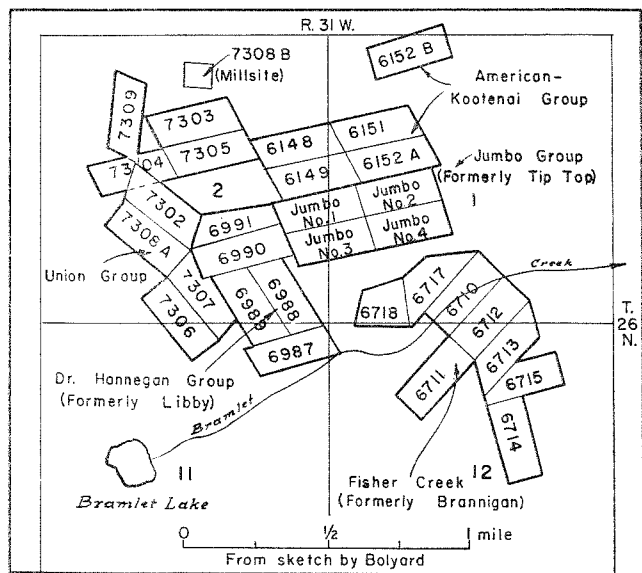 R. 31 W.
7308 B
(Millsite)
6152 B
American-
Kootenai Group
7309
7303
7305
7304
6148
6151
6149
6152 A
Jumbo Group
(Formerly Tip Top)
2
1
7302
6991
Jumbo
No. 1
Jumbo
No. 2
7308 A
6990
Jumbo
No. 3
Jumbo
No. 4
Union Group
7307
7306
6989
6988
6987
6718
6717
6710
Creek
6712
6713
T.
26
N.
6711
6715
6714
Dr. Hannegan Group
(Formerly Libby)
Bramlet
11
Bramlet Lake
12
Fisher Creek
(Formerly Brannigan)
0 1/2 1 mile
From sketch by Bolyard